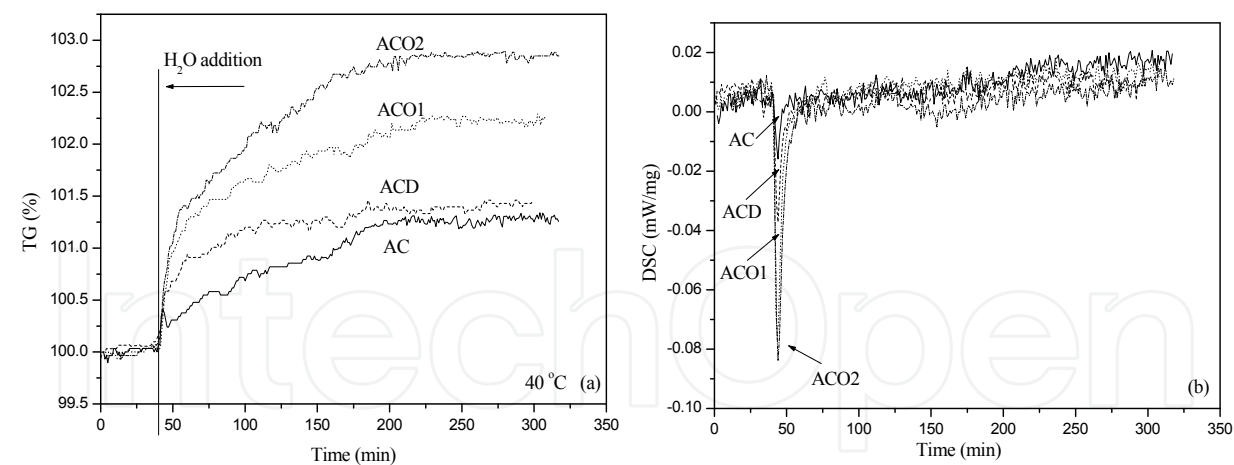 103.0
102.5
102.0
101.5
101.0
100.5
100.0
99.5
TG (%)
H₂O addition
ACO2
ACO1
ACD
AC
40 °C (a)
0 50 100 150 200 250 300 350
Time (min)
0.02
0.00
-0.02
-0.04
-0.06
-0.08
-0.10
DSC (mW/mg)
AC
ACD
ACO1
ACO2
(b)
0 50 100 150 200 250 300 350
Time (min)
IntechOpen